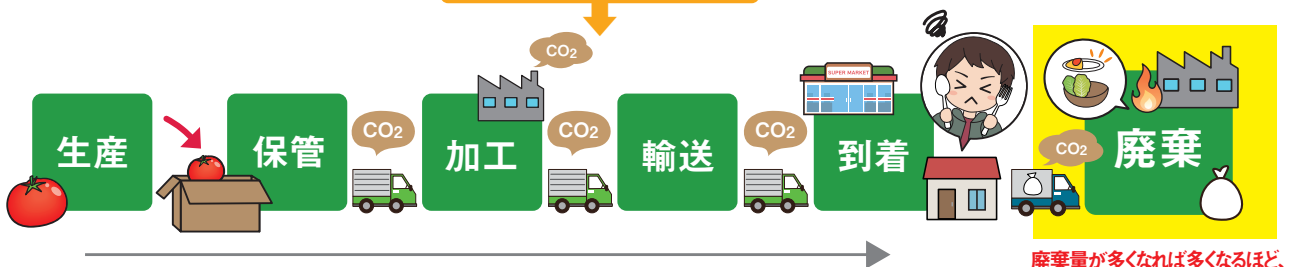 CO2
SUPER MARKET
生産
保管
CO2
加工
CO2
輸送
CO2
到着
CO2
廃棄
廃棄量が多くなれば多くなるほど、